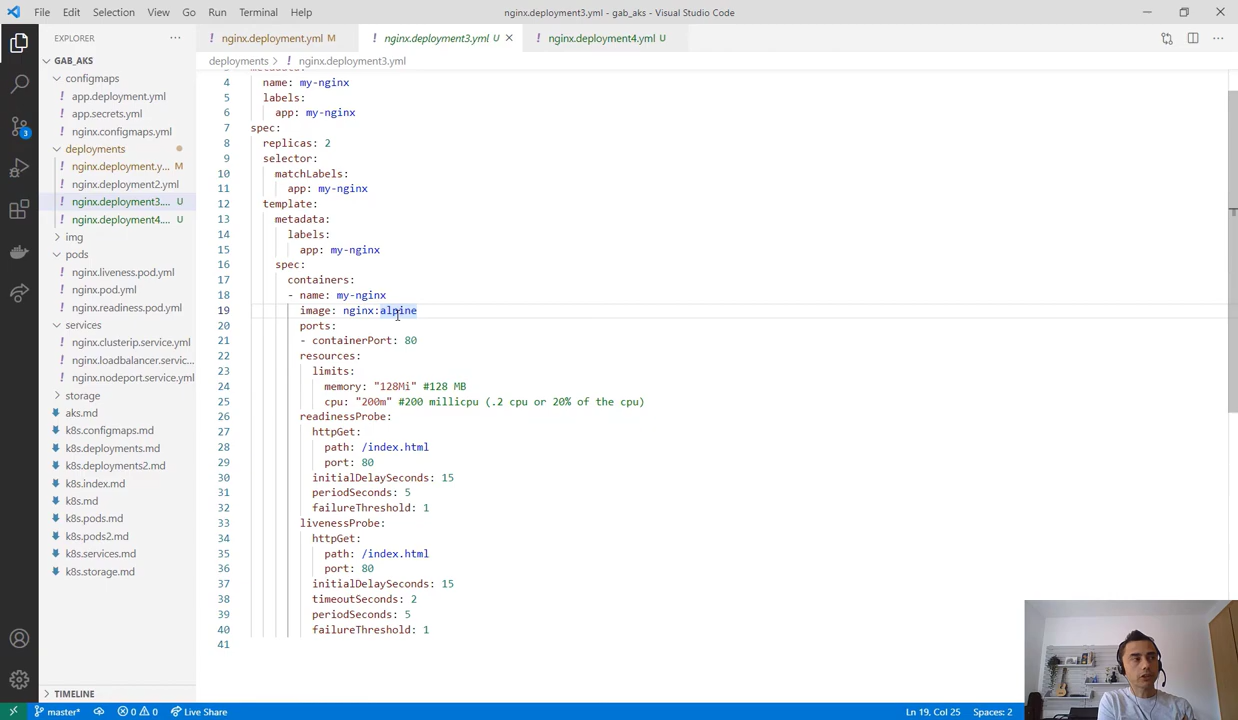 File Edit Selection View Go Run Terminal Help
nginx.deployment3.yml - gab_aks - Visual Studio Code
EXPLORER
nginx.deployment.yml M
nginx.deployment3.yml U
nginx.deployment4.yml U
GAB_AKS
configmaps
app.deployment.yml
app.secrets.yml
nginx.configmaps.yml
deployments
nginx.deployment.y... M
nginx.deployment2.yml
nginx.deployment3.... U
nginx.deployment4.... U
img
pods
nginx.liveness.pod.yml
nginx.pod.yml
nginx.readiness.pod.yml
services
nginx.clusterip.service.yml
nginx.loadbalancer.servic...
nginx.nodeport.service.yml
storage
aks.md
k8s.configmaps.md
k8s.deployments.md
k8s.deployments2.md
k8s.index.md
k8s.md
k8s.pods.md
k8s.pods2.md
k8s.services.md
k8s.storage.md
TIMELINE
3
deployments > nginx.deployment3.yml
4 name: my-nginx
5 labels:
6 app: my-nginx
7 spec:
8 replicas: 2
9 selector:
10 matchLabels:
11 app: my-nginx
12 template:
13 metadata:
14 labels:
15 app: my-nginx
16 spec:
17 containers:
18 - name: my-nginx
19 image: nginx:alpine
20 ports:
21 - containerPort: 80
22 resources:
23 limits:
24 memory: "128Mi" #128 MB
25 cpu: "200m" #200 millicpu (.2 cpu or 20% of the cpu)
26 readinessProbe:
27 httpGet:
28 path: /index.html
29 port: 80
30 initialDelaySeconds: 15
31 periodSeconds: 5
32 failureThreshold: 1
33 livenessProbe:
34 httpGet:
35 path: /index.html
36 port: 80
37 initialDelaySeconds: 15
38 timeoutSeconds: 2
39 periodSeconds: 5
40 failureThreshold: 1
41
master* 0 0 Live Share
Ln 19, Col 25 Spaces: 2